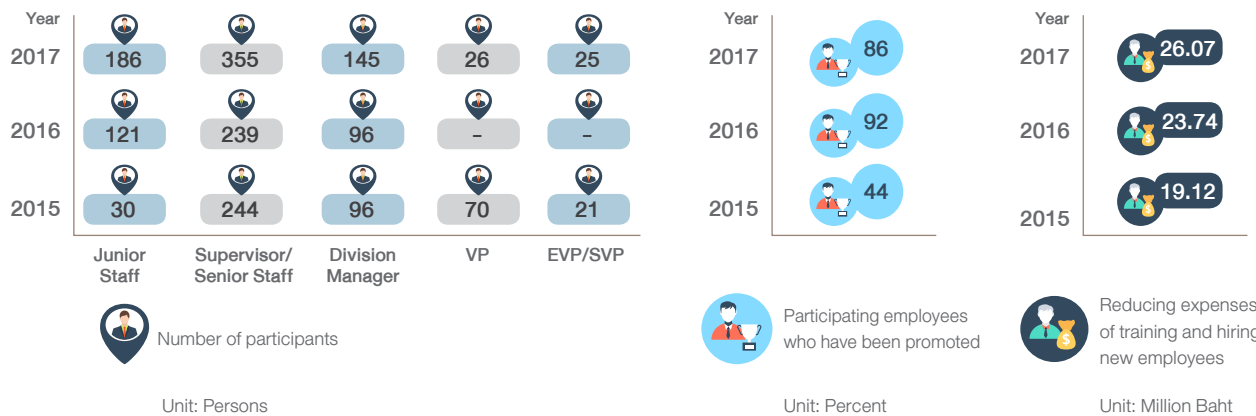 Year
2017
186
355
145
26
25
2016
121
239
96
–
–
2015
30
244
96
70
21
Junior
Staff
Supervisor/
Senior Staff
Division
Manager
VP
EVP/SVP
Number of participants
Unit: Persons
Year
2017
86
2016
92
2015
44
Participating employees
who have been promoted
Unit: Percent
Year
2017
26.07
2016
23.74
2015
19.12
Reducing expenses
of training and hiring
new employees
Unit: Million Baht